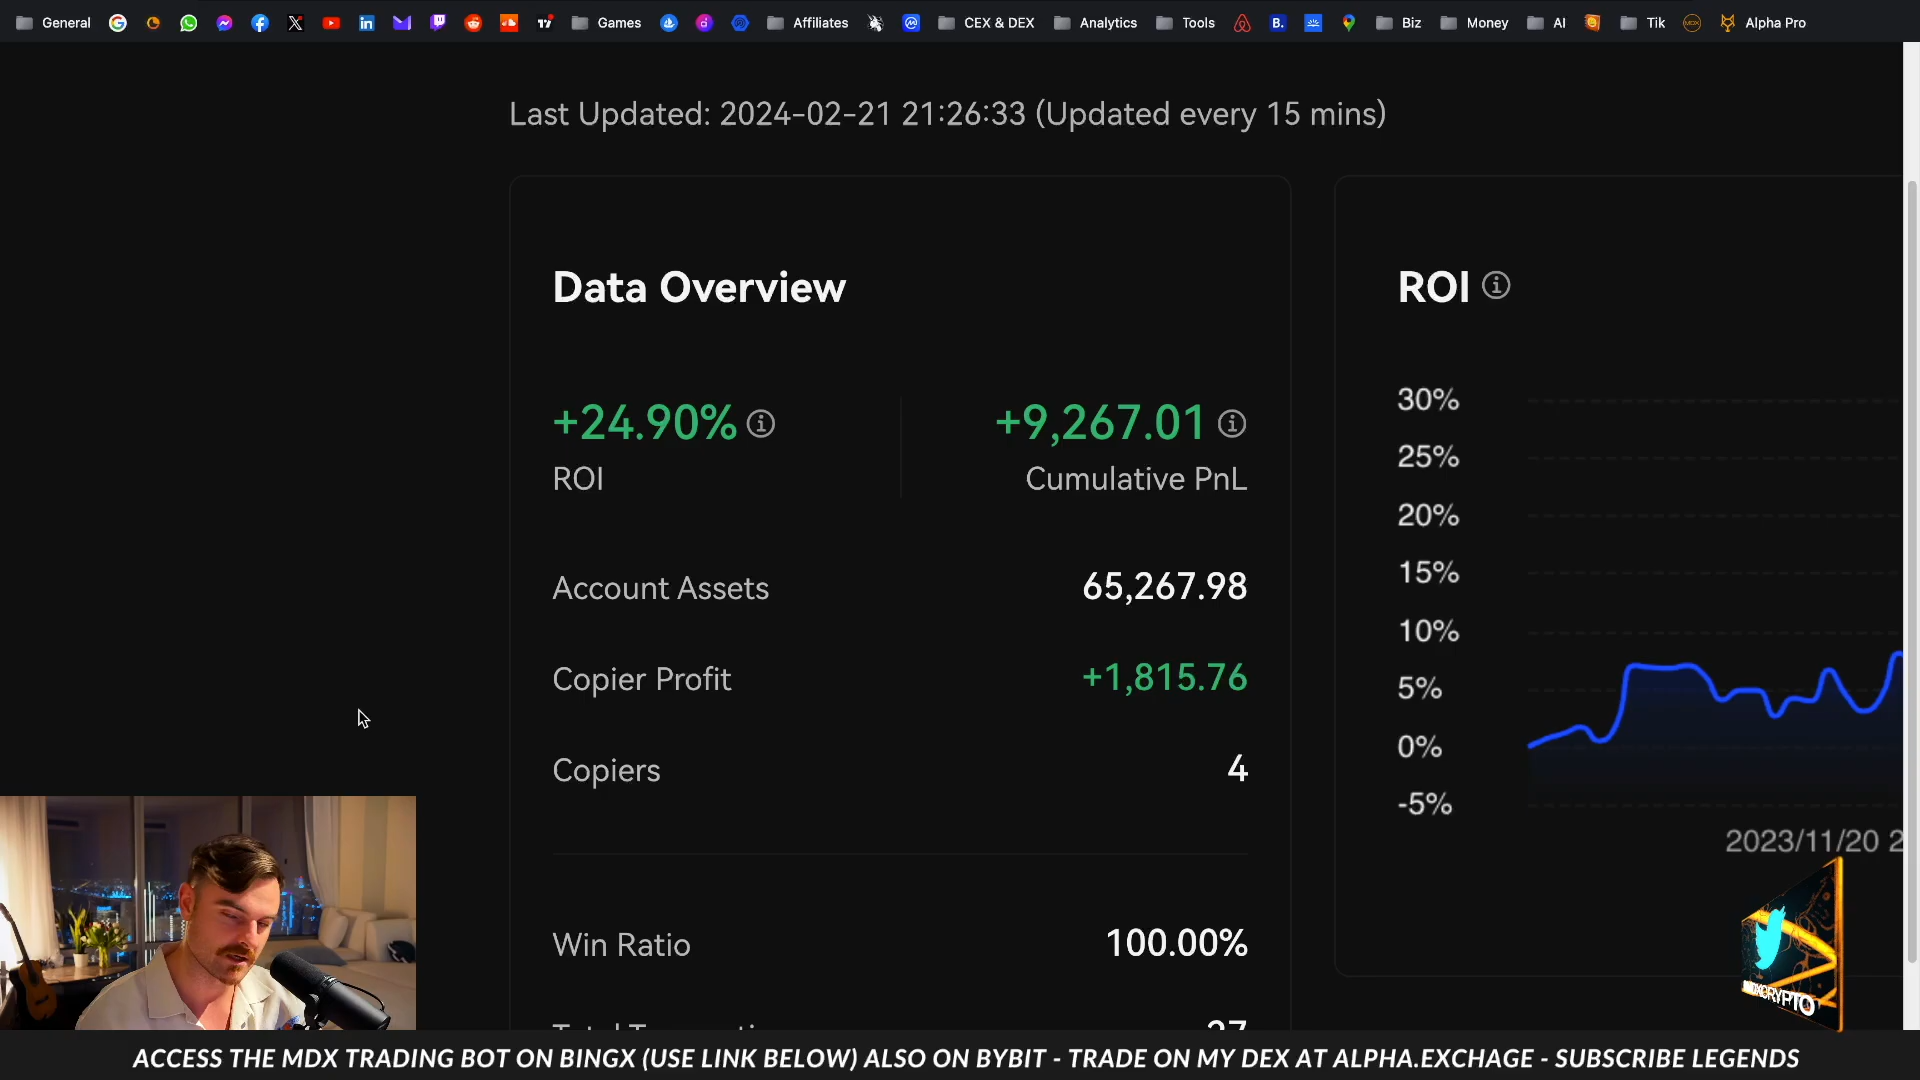 General
Games
Affiliates
CEX & DEX
Analytics
Tools
B.
Biz
Money
AI
Tik
MDX
Alpha Pro
Last Updated: 2024-02-21 21:26:33 (Updated every 15 mins)
Data Overview
+24.90%
ROI
+9,267.01
Cumulative PnL
Account Assets 65,267.98
Copier Profit +1,815.76
Copiers 4
Win Ratio 100.00%
ROI
30%
25%
20%
15%
10%
5%
0%
-5%
2023/11/20 2
ACCESS THE MDX TRADING BOT ON BINGX (USE LINK BELOW) ALSO ON BYBIT - TRADE ON MY DEX AT ALPHA.EXCHAGE - SUBSCRIBE LEGENDS